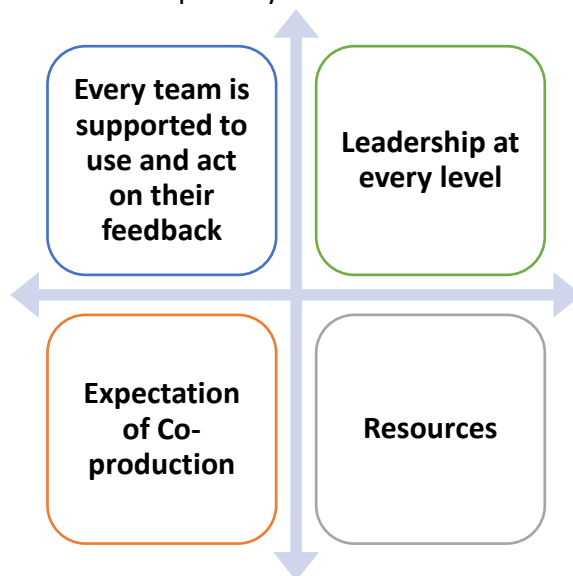 Every team is
supported to
use and act
on their
feedback
Leadership at
every level
Expectation
of Co-
production
Resources